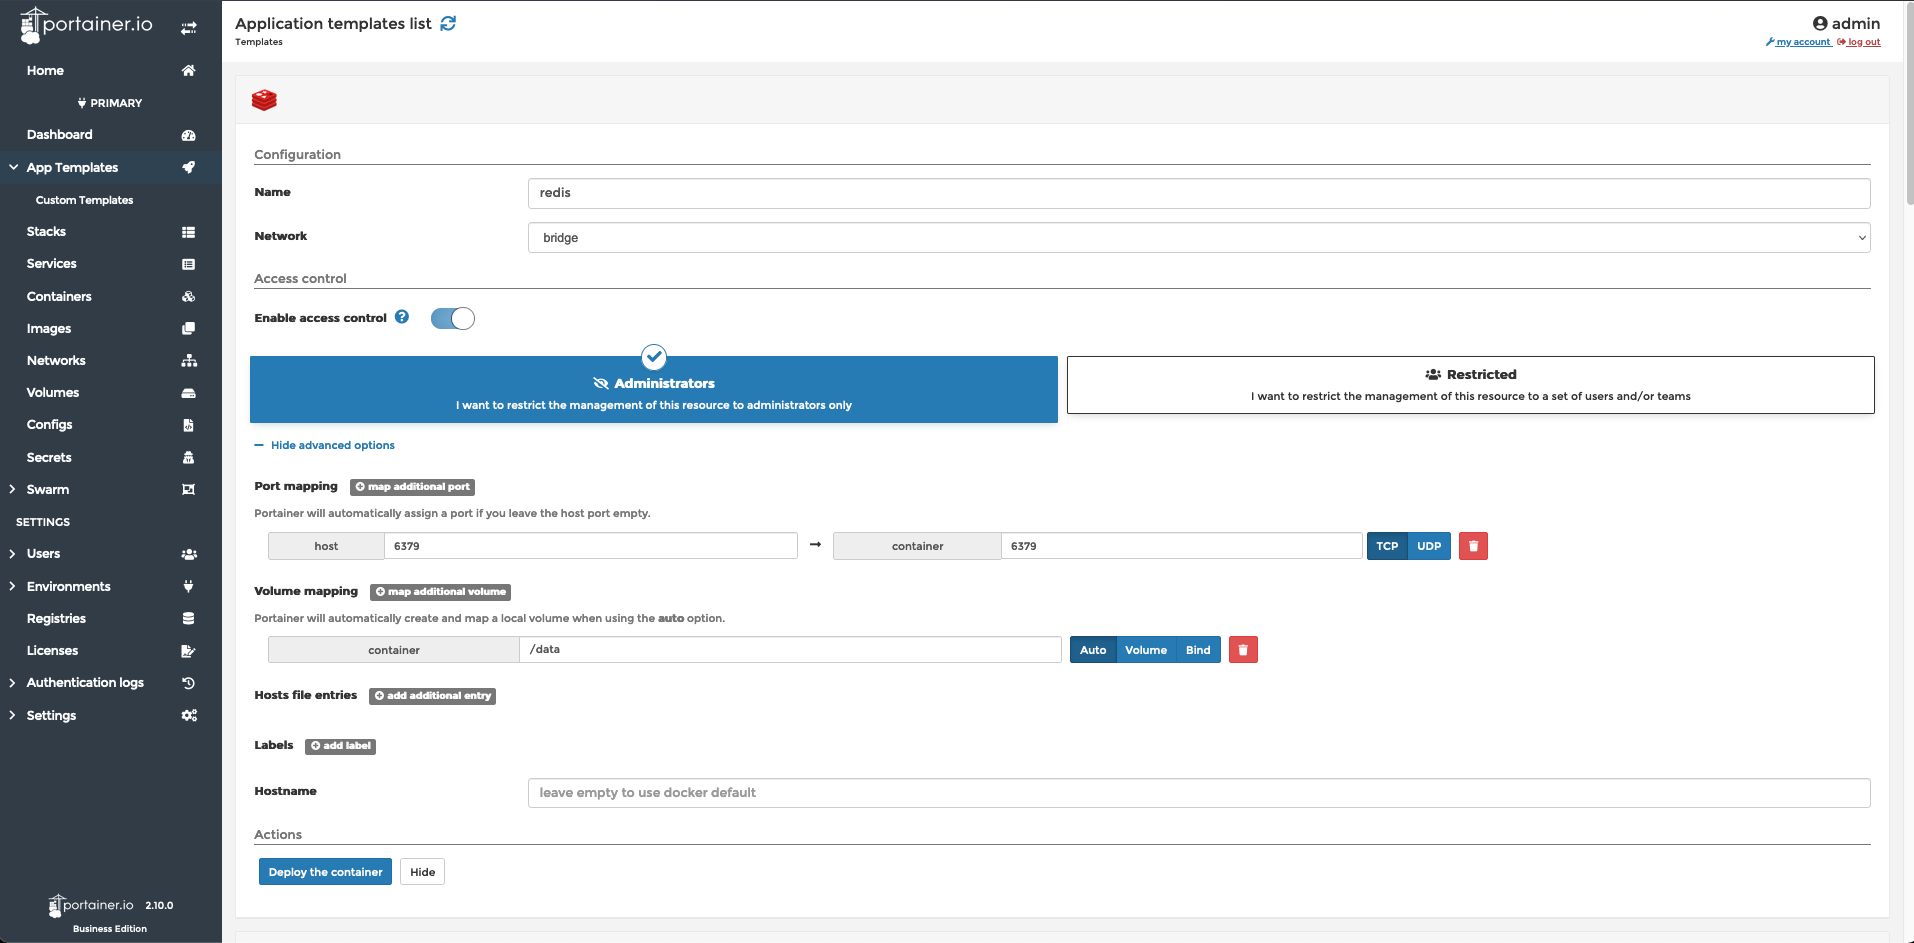 portainer.io
Home
PRIMARY
Dashboard
App Templates
Custom Templates
Stacks
Services
Containers
Images
Networks
Volumes
Configs
Secrets
Swarm
SETTINGS
Users
Environments
Registries
Licenses
Authentication logs
Settings
portainer.io 2.10.0
Business Edition
Application templates list
Templates
admin
my account log out
Configuration
Name redis
Network bridge
Access control
Enable access control
Administrators
I want to restrict the management of this resource to administrators only
Restricted
I want to restrict the management of this resource to a set of users and/or teams
Hide advanced options
Port mapping map additional port
Portainer will automatically assign a port if you leave the host port empty.
host 6379 → container 6379 TCP UDP
Volume mapping map additional volume
Portainer will automatically create and map a local volume when using the auto option.
container /data Auto Volume Bind
Hosts file entries add additional entry
Labels add label
Hostname leave empty to use docker default
Actions
Deploy the container Hide